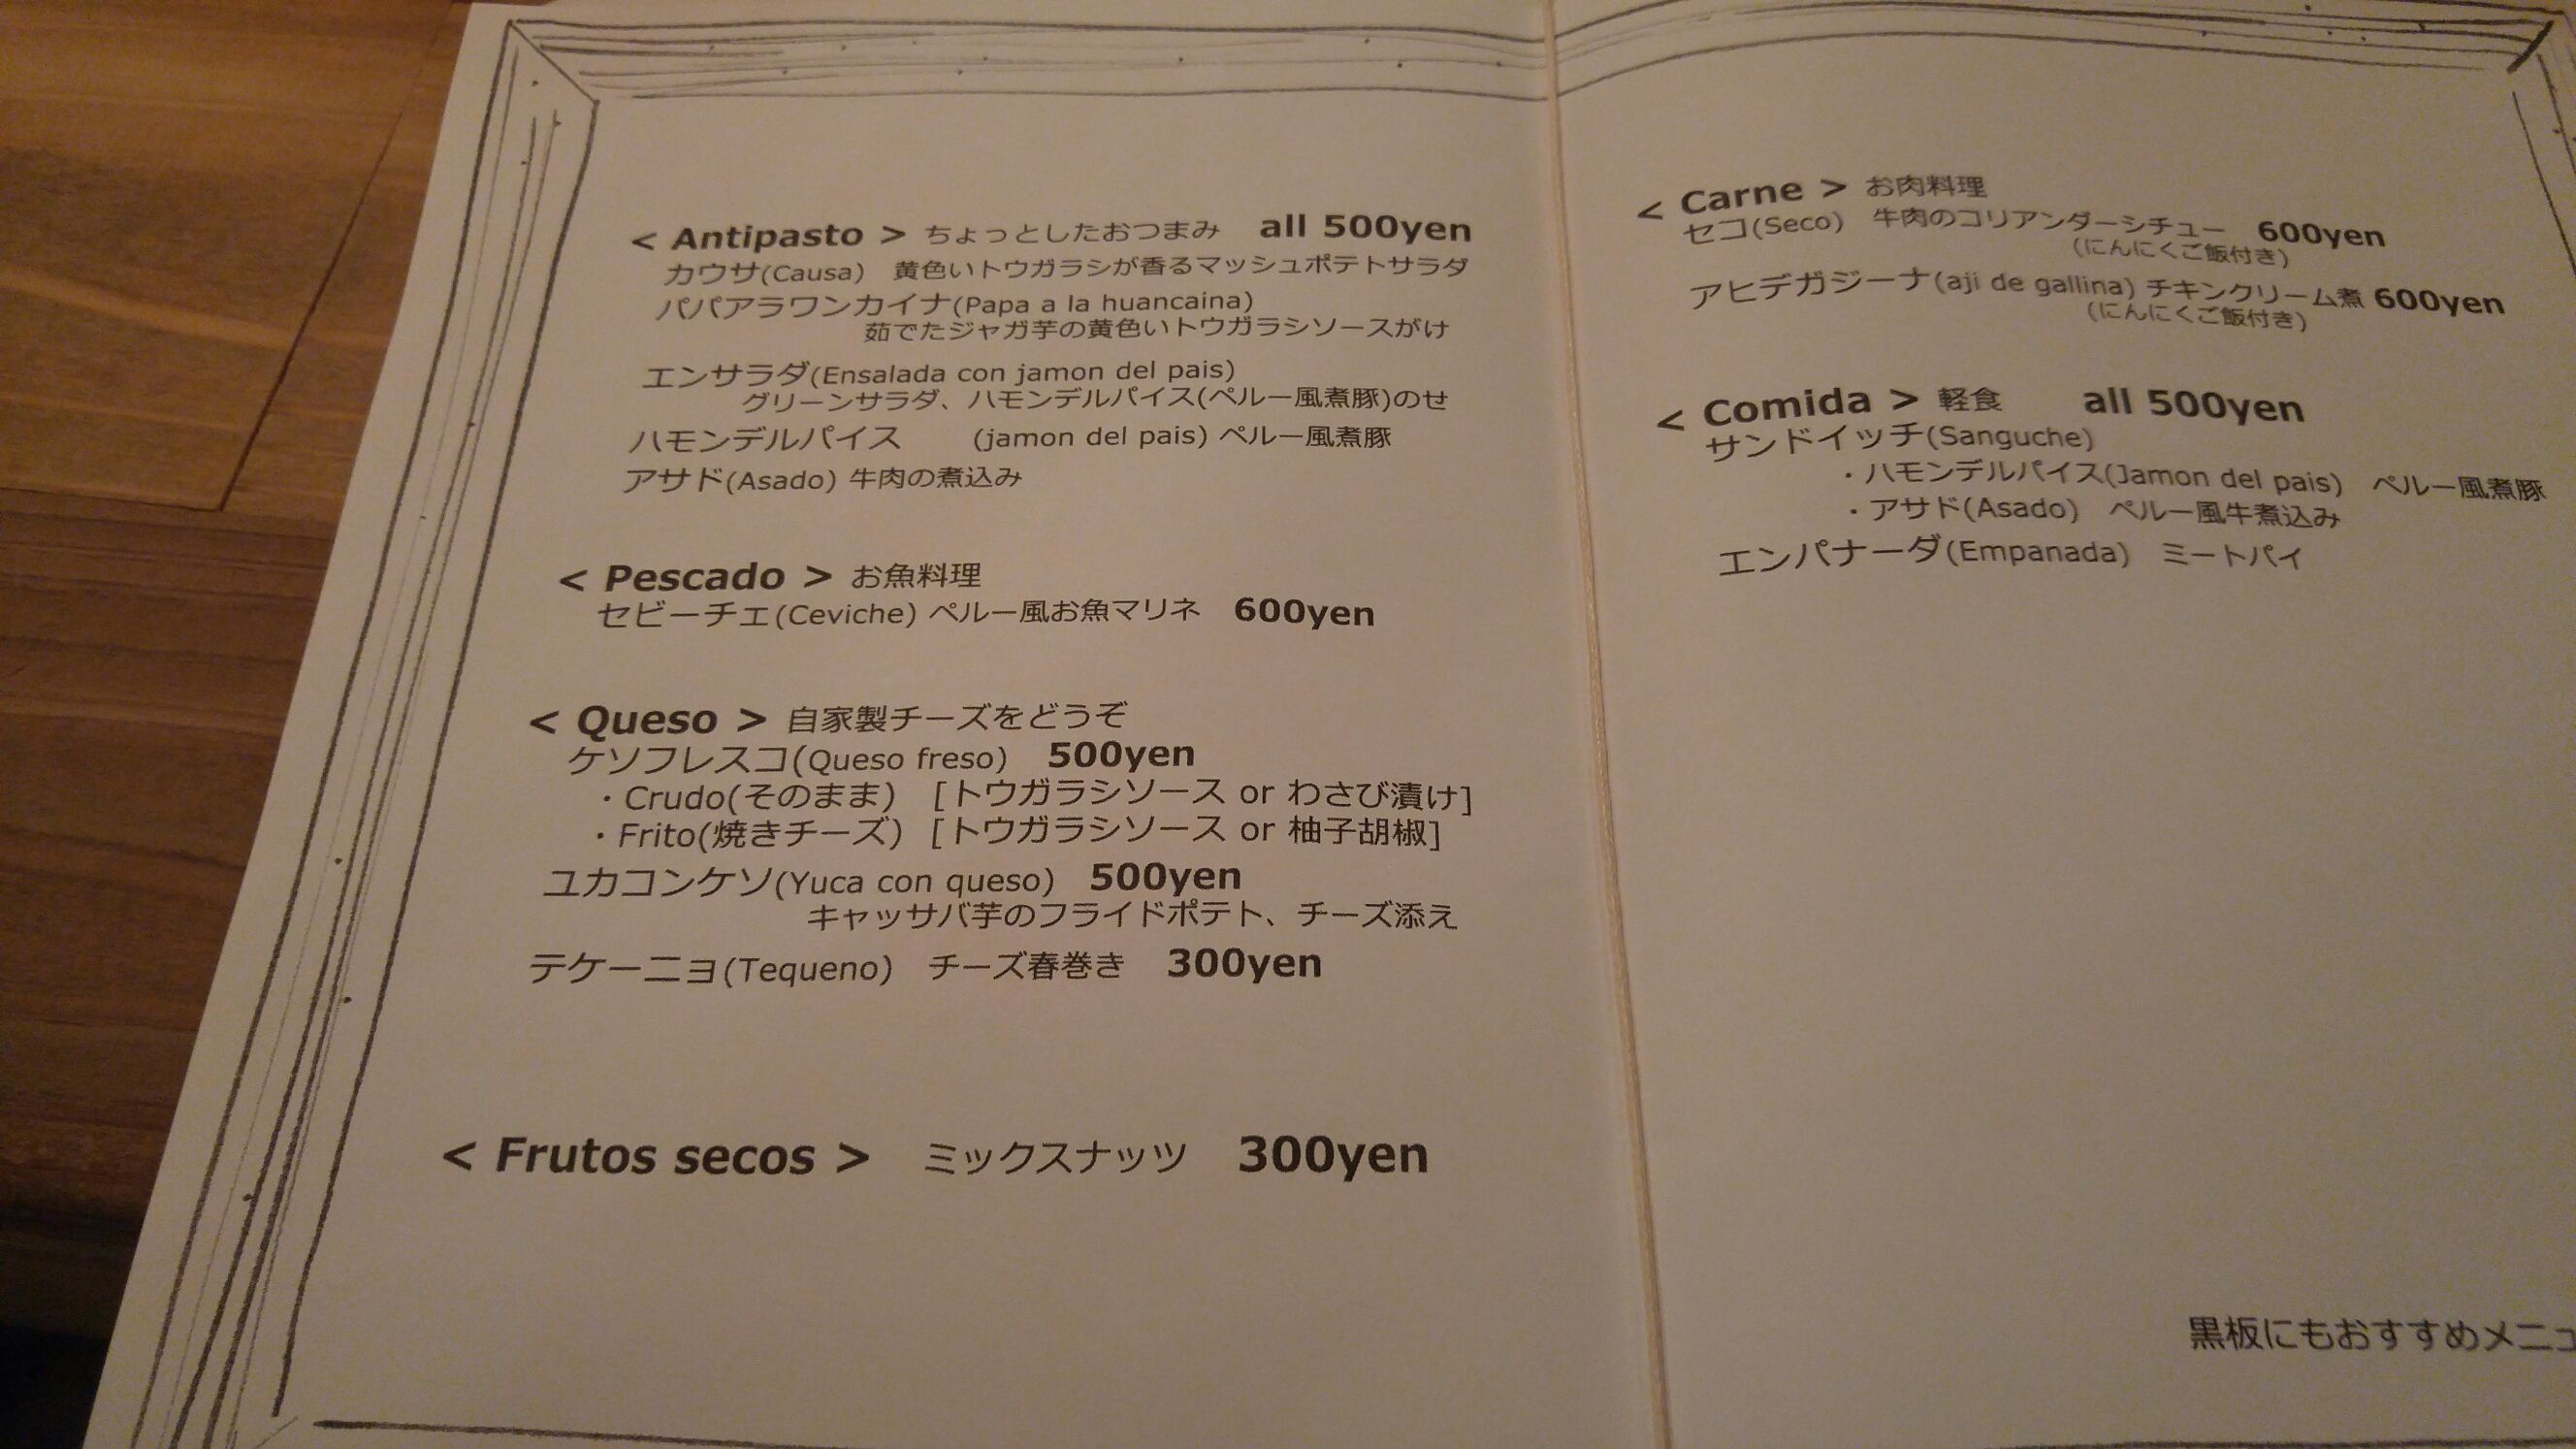 < Antipasto > ちょっとしたおつまみ all 500yen
カウサ(Causa) 黄色いトウガラシが香るマッシュポテトサラダ
パパアラワンカイナ(Papa a la huancaina)
茹でたジャガ芋の黄色いトウガラシソースがけ
エンサラダ(Ensalada con jamon del pais)
グリーンサラダ、ハモンデルパイス(ペルー風煮豚)のせ
ハモンデルパイス (jamon del pais) ペルー風煮豚
アサド(Asado) 牛肉の煮込み
< Pescado > お魚料理
セビーチェ(Ceviche) ペルー風お魚マリネ 600yen
< Queso > 自家製チーズをどうぞ
ケソフレスコ(Queso freso) 500yen
・Crudo(そのまま) [トウガラシソース or わさび漬け]
・Frito(焼きチーズ) [トウガラシソース or 柚子胡椒]
ユカコンケソ(Yuca con queso) 500yen
キャッサバ芋のフライドポテト、チーズ添え
テケーニョ(Tequeno) チーズ春巻き 300yen
< Frutos secos > ミックスナッツ 300yen
< Carne > お肉料理
セコ(Seco) 牛肉のコリアンダーシチュー 600yen
(にんにくご飯付き)
アヒデガジーナ(aji de gallina) チキンクリーム煮 600yen
(にんにくご飯付き)
< Comida > 軽食 all 500yen
サンドイッチ(Sanguche)
・ハモンデルパイス(Jamon del pais) ペルー風煮豚
・アサド(Asado) ペルー風牛煮込み
エンパナーダ(Empanada) ミートパイ
黒板にもおすすめメニュ